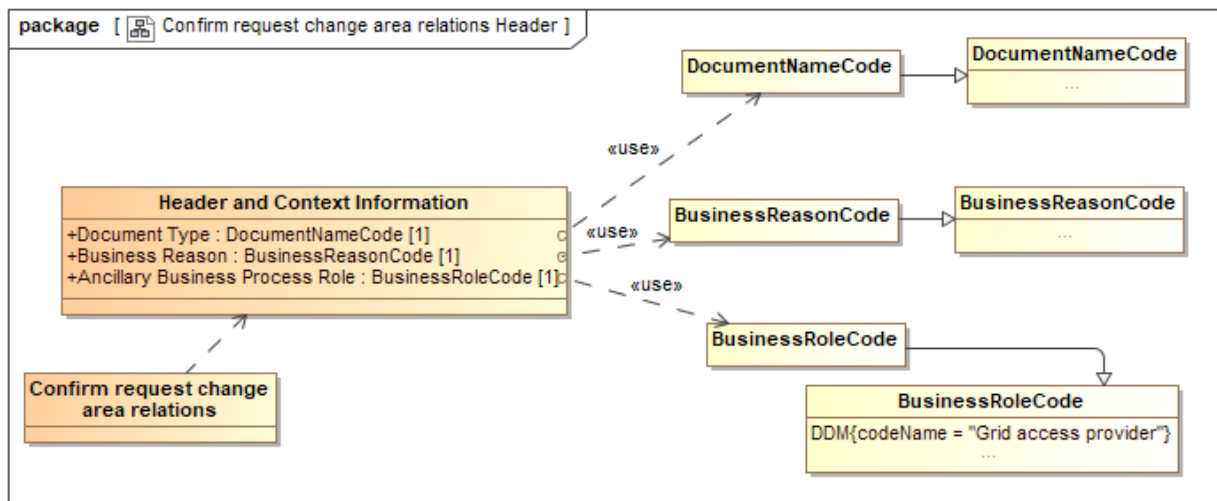 package [ Confirm request change area relations Header ]
DocumentNameCode
DocumentNameCode
...
«use»
Header and Context Information
+Document Type : DocumentNameCode [1]
+Business Reason : BusinessReasonCode [1]
+Ancillary Business Process Role : BusinessRoleCode [1]
«use»
BusinessReasonCode
BusinessReasonCode
...
«use»
BusinessRoleCode
Confirm request change
area relations
BusinessRoleCode
DDM{codeName = "Grid access provider"}
...